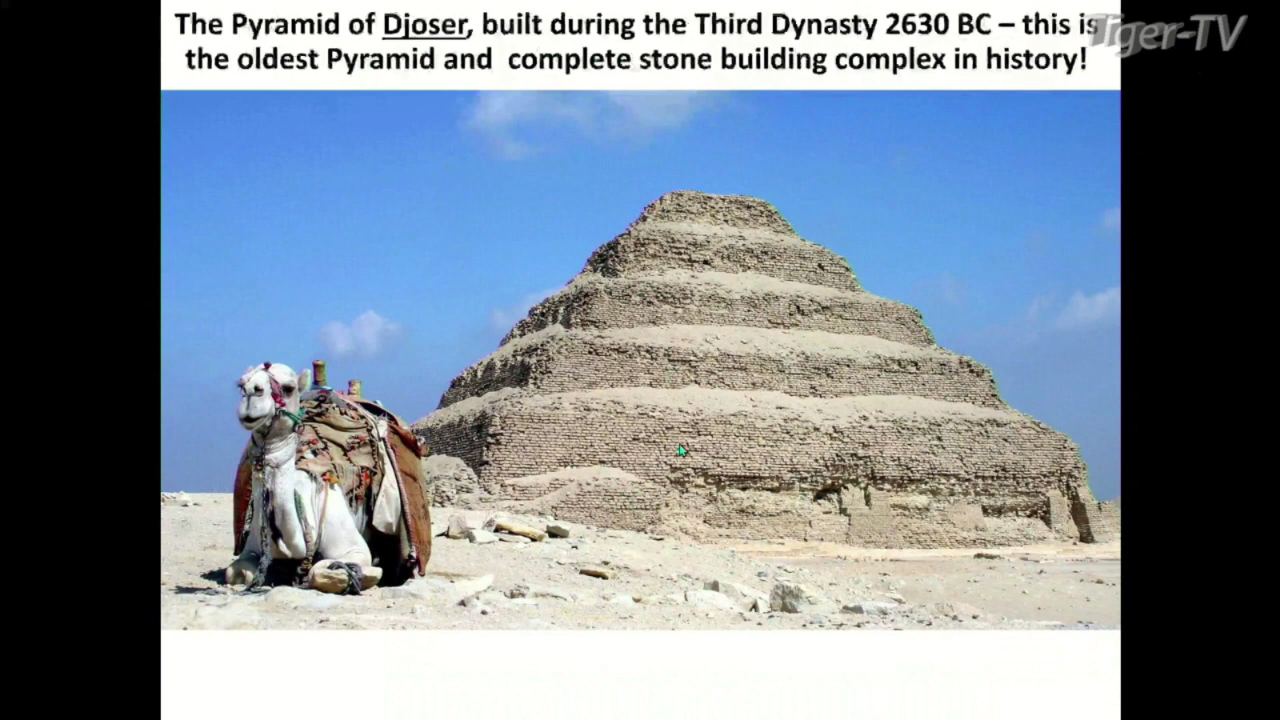 The Pyramid of Djoser, built during the Third Dynasty 2630 BC – this is
the oldest Pyramid and  complete stone building complex in history!
Tiger-TV